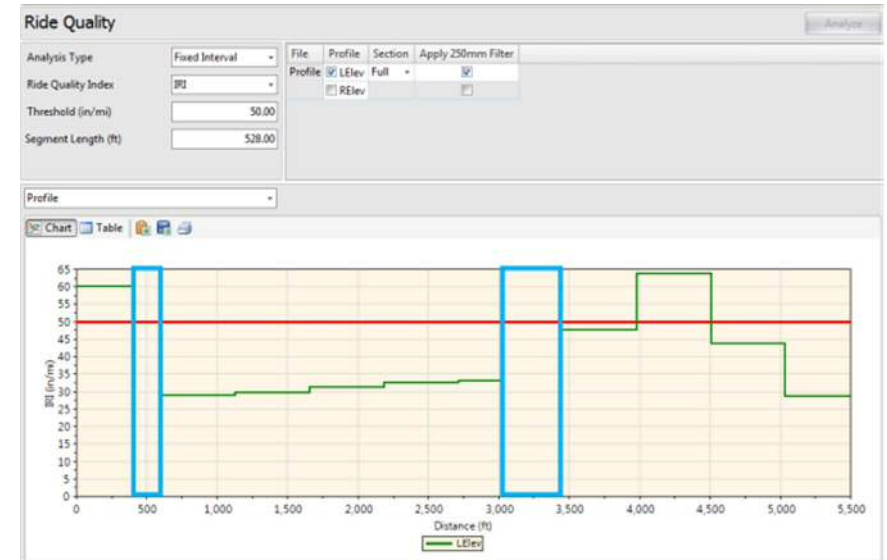 Ride Quality
Analyze
Analysis Type Fixed Interval
Ride Quality Index IRI
Threshold (in/mi) 50.00
Segment Length (ft) 528.00
File Profile Section Apply 250mm Filter
Profile LElev Full
RElev
Profile
Chart Table
65
60
55
50
45
40
35
30
25
20
15
10
5
0
IRI (in/mi)
0 500 1,000 1,500 2,000 2,500 3,000 3,500 4,000 4,500 5,000 5,500
Distance (ft)
LElev